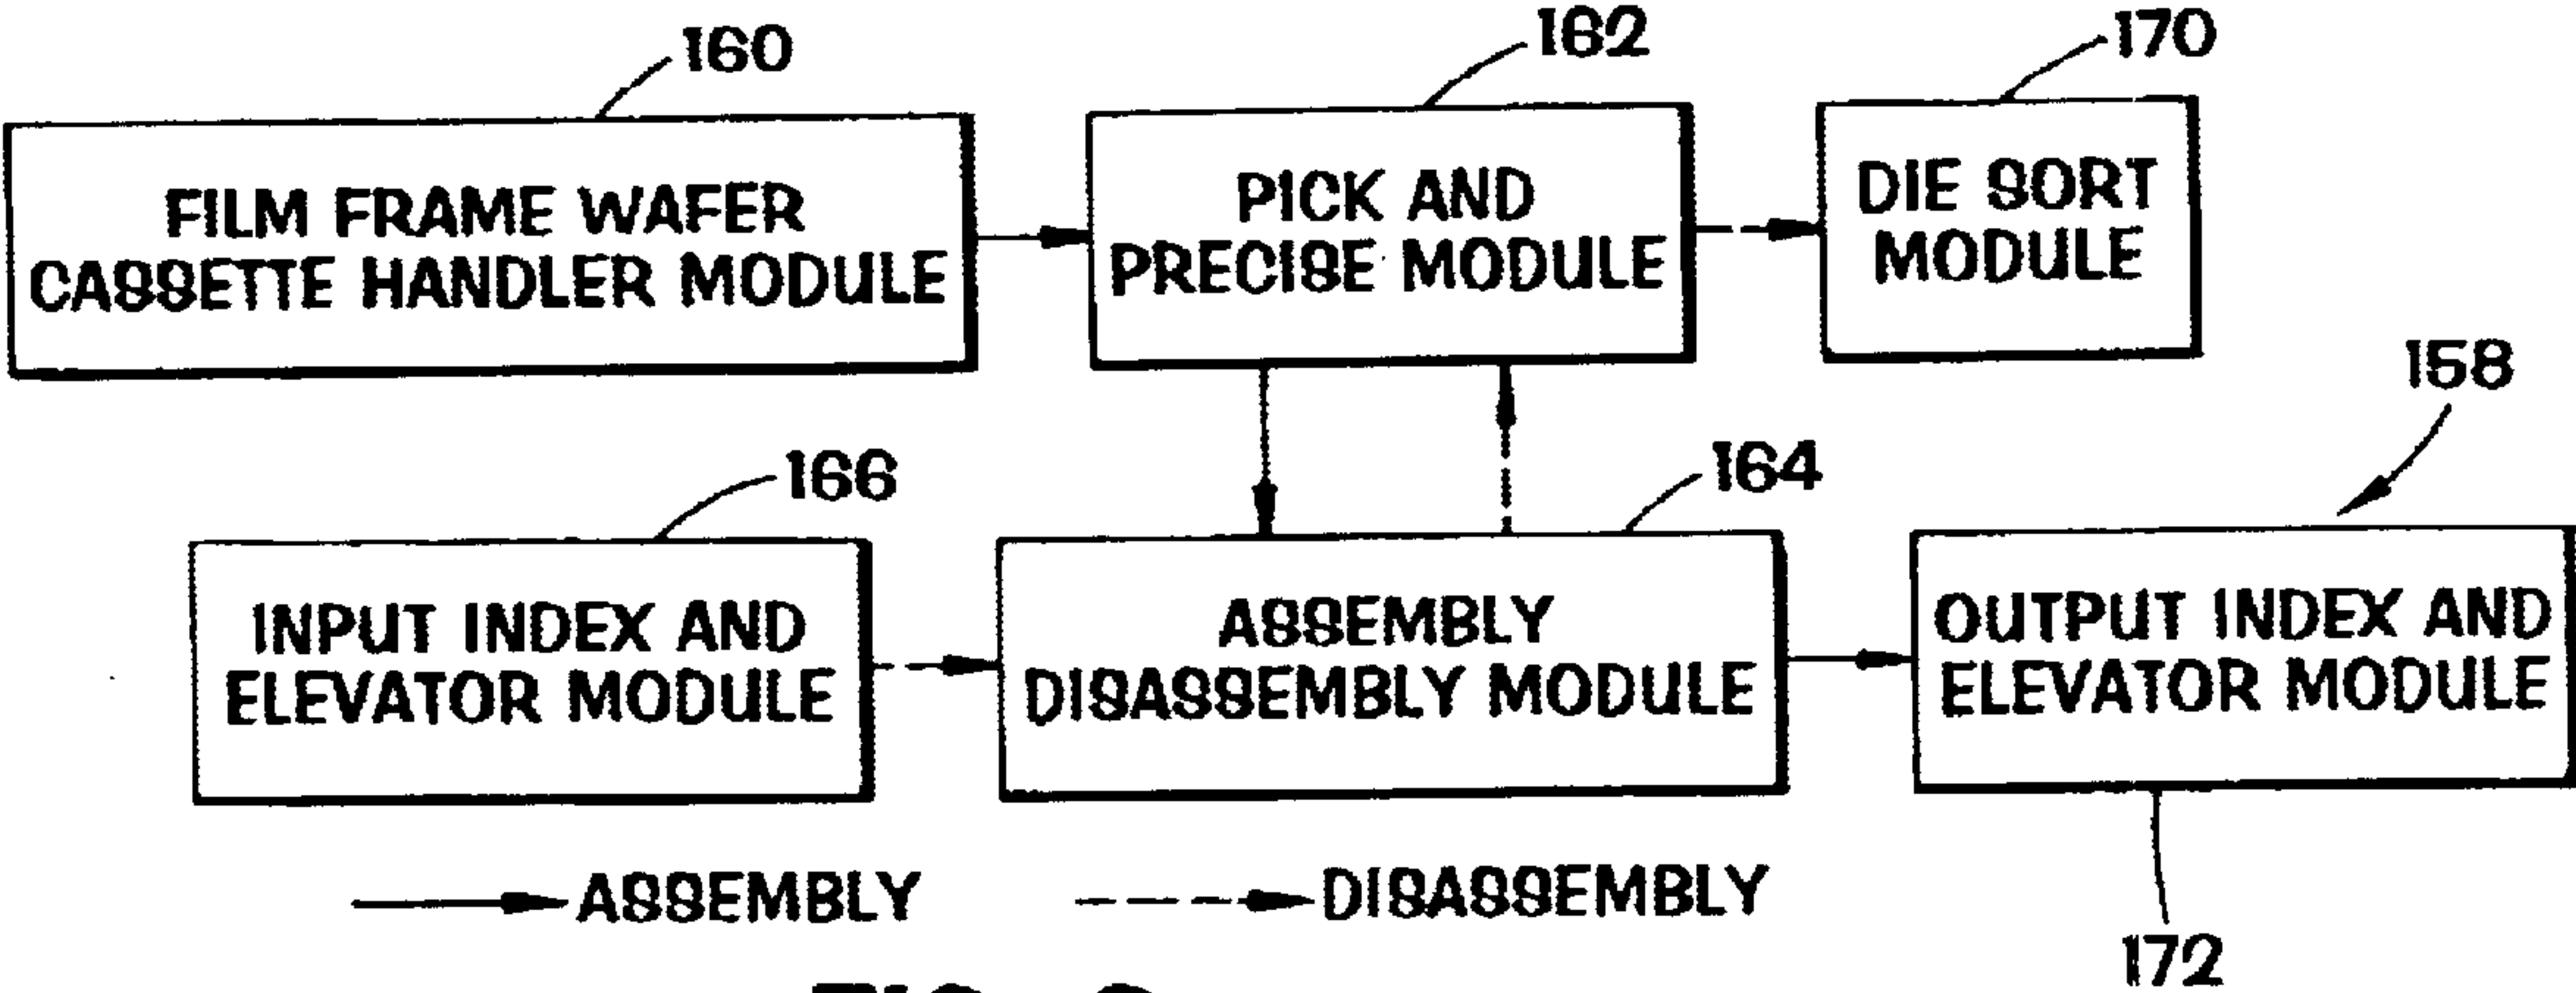 160
162
170
FILM FRAME WAFER
CASSETTE HANDLER MODULE
PICK AND
PRECISE MODULE
DIE SORT
MODULE
158
166
164
INPUT INDEX AND
ELEVATOR MODULE
ASSEMBLY
DISASSEMBLY MODULE
OUTPUT INDEX AND
ELEVATOR MODULE
ASSEMBLY
DISASSEMBLY
172